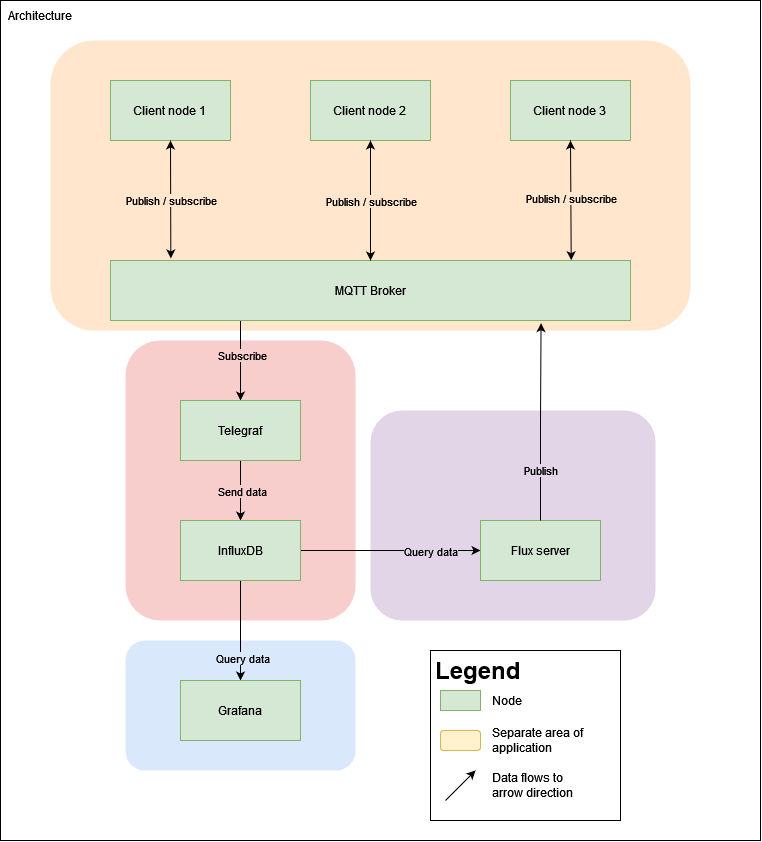 Architecture
Client node 1
Client node 2
Client node 3
Publish / subscribe
Publish / subscribe
Publish / subscribe
MQTT Broker
Subscribe
Telegraf
Send data
Publish
InfluxDB
Query data
Flux server
Query data
Grafana
Legend
Node
Separate area of
application
Data flows to
arrow direction